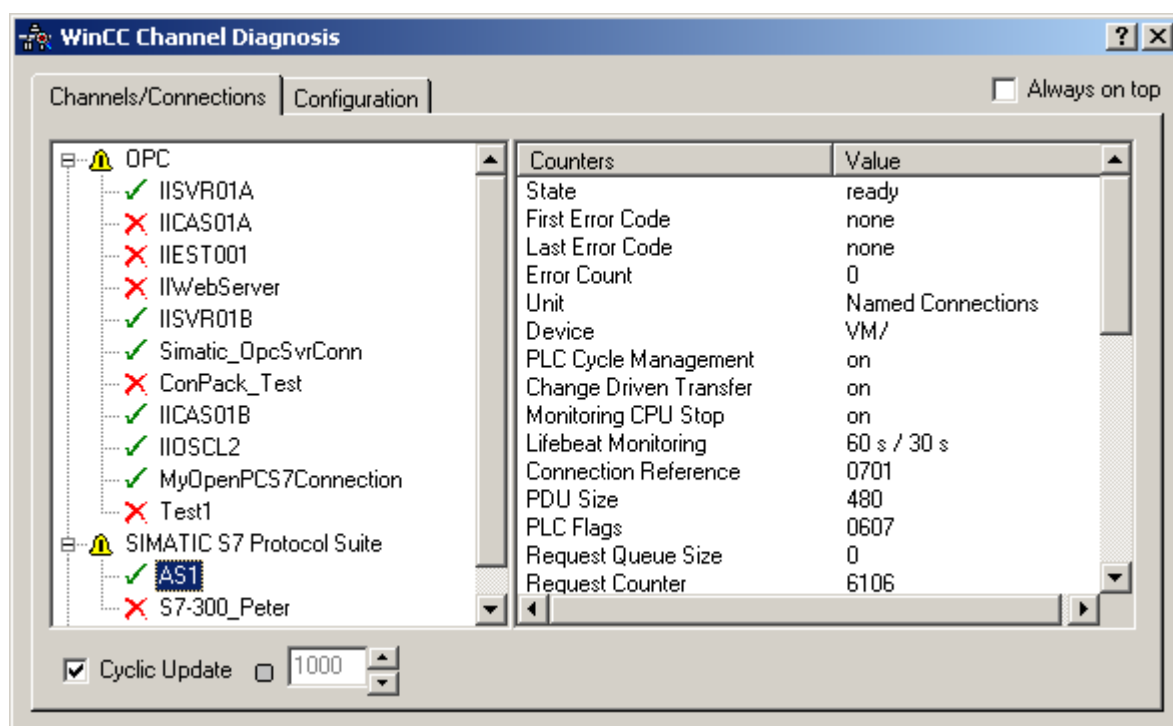 WinCC Channel Diagnosis
Channels/Connections
Configuration
Always on top
OPC
IISVR01A
IICAS01A
IIEST001
IIWebServer
IISVR01B
Simatic_OpcSvrConn
ConPack_Test
IICAS01B
IIOSCL2
MyOpenPCS7Connection
Test1
SIMATIC S7 Protocol Suite
AS1
S7-300_Peter
Counters Value
State ready
First Error Code none
Last Error Code none
Error Count 0
Unit Named Connections
Device VM/
PLC Cycle Management on
Change Driven Transfer on
Monitoring CPU Stop on
Lifebeat Monitoring 60 s / 30 s
Connection Reference 0701
PDU Size 480
PLC Flags 0607
Request Queue Size 0
Request Counter 6106
Cyclic Update 1000